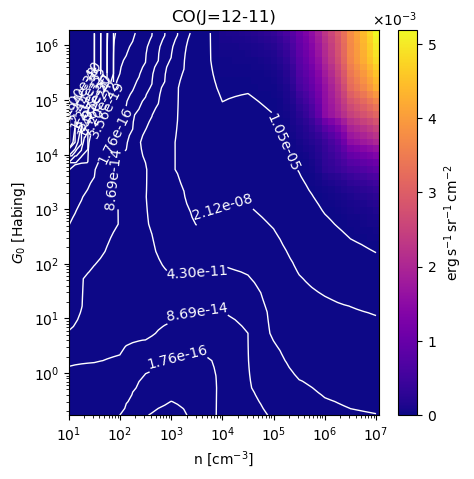 CO(J=12-11)
×10⁻³
10⁶
10⁵
10⁴
10³
10²
10¹
10⁰
G₀ [Habing]
3.56e-19
1.76e-16
8.69e-14
1.05e-05
2.12e-08
4.30e-11
8.69e-14
1.76e-16
10¹ 10² 10³ 10⁴ 10⁵ 10⁶ 10⁷
n [cm⁻³]
5
4
3
2
1
0
erg s⁻¹ sr⁻¹ cm⁻²